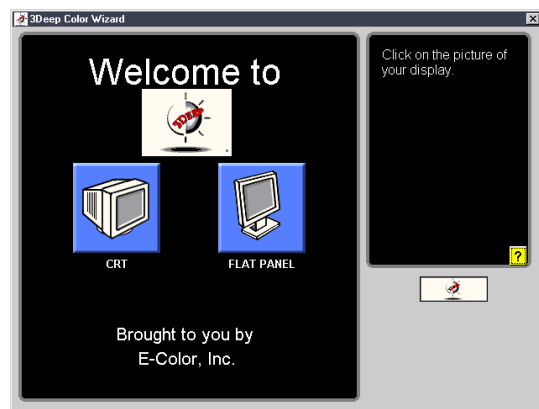 3Deep Color Wizard
Welcome to
3DEEP
CRT
FLAT PANEL
Brought to you by
E-Color, Inc.
Click on the picture of
your display.
?